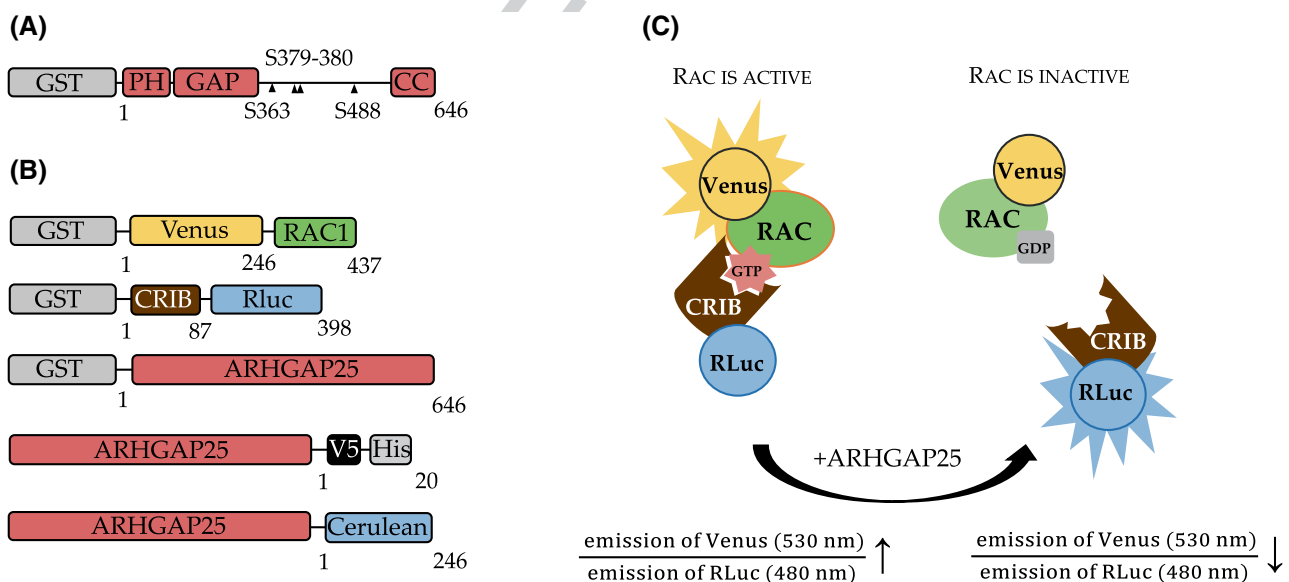 (A)
S379-380
GST PH GAP CC
1 S363 S488 646
(B)
GST Venus RAC1
1 246 437
GST CRIB Rluc
1 87 398
GST ARHGAP25
1 646
ARHGAP25 V5 His
1 20
ARHGAP25 Cerulean
1 246
(C)
RAC IS ACTIVE
Venus
RAC
GTP
CRIB
RLuc
RAC IS INACTIVE
Venus
RAC
GDP
CRIB
RLuc
+ARHGAP25
emission of Venus (530 nm)
emission of RLuc (480 nm)
emission of Venus (530 nm)
emission of RLuc (480 nm)